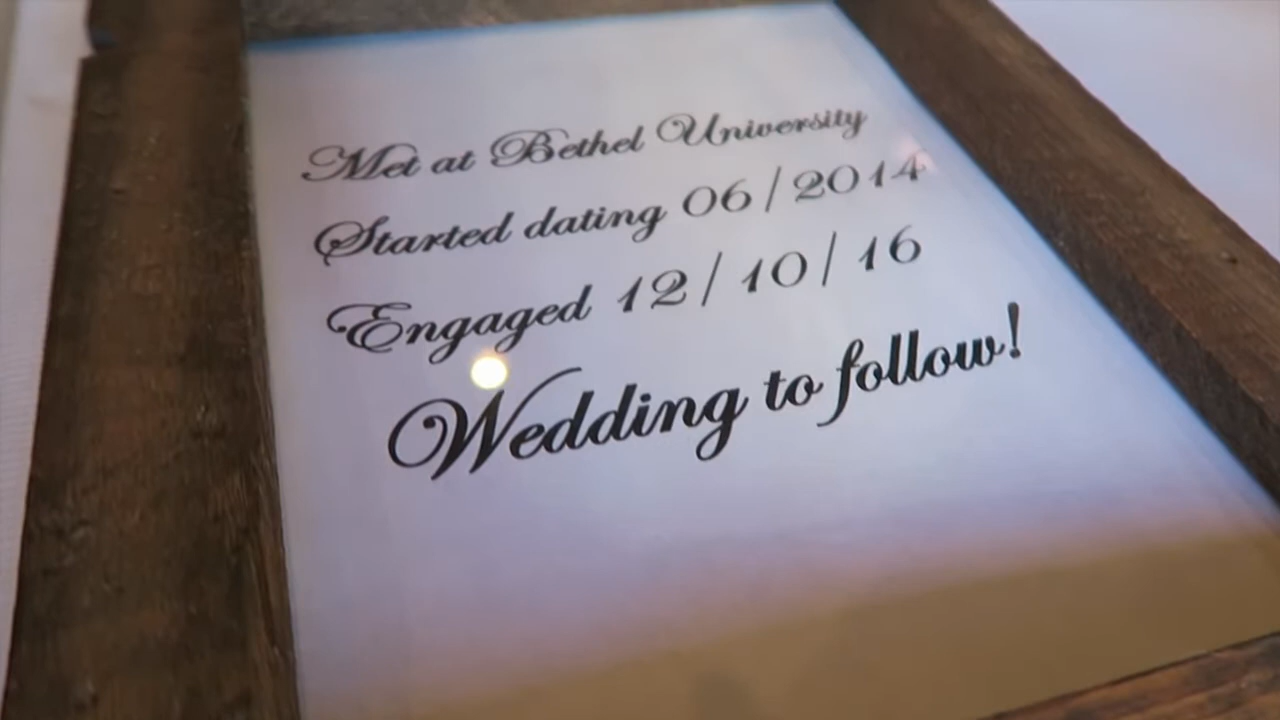 Met at Bethel University
Started dating 06/2014
Engaged 12/10/16
Wedding to follow!